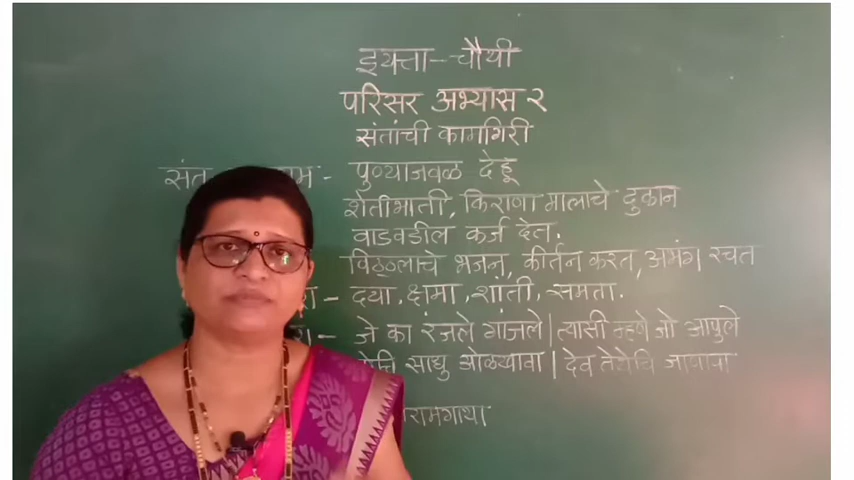 इयत्ता - चौथी
परिसर अभ्यास २
संतांची कामगिरी
संत - पुण्याजवळ देहू
शेतीभाती, किराणा मालाचे दुकान
वाडवडील कर्ज देत.
विठ्ठलाचे भजन, कीर्तन करत, अभंग रचत
- दया, क्षमा, शांती, समता.
- जे का रंजले गांजले | त्यासी म्हणे जो आपुले
साधु ओळखावा | देव तेथेचि जाणावा
रामगाथा